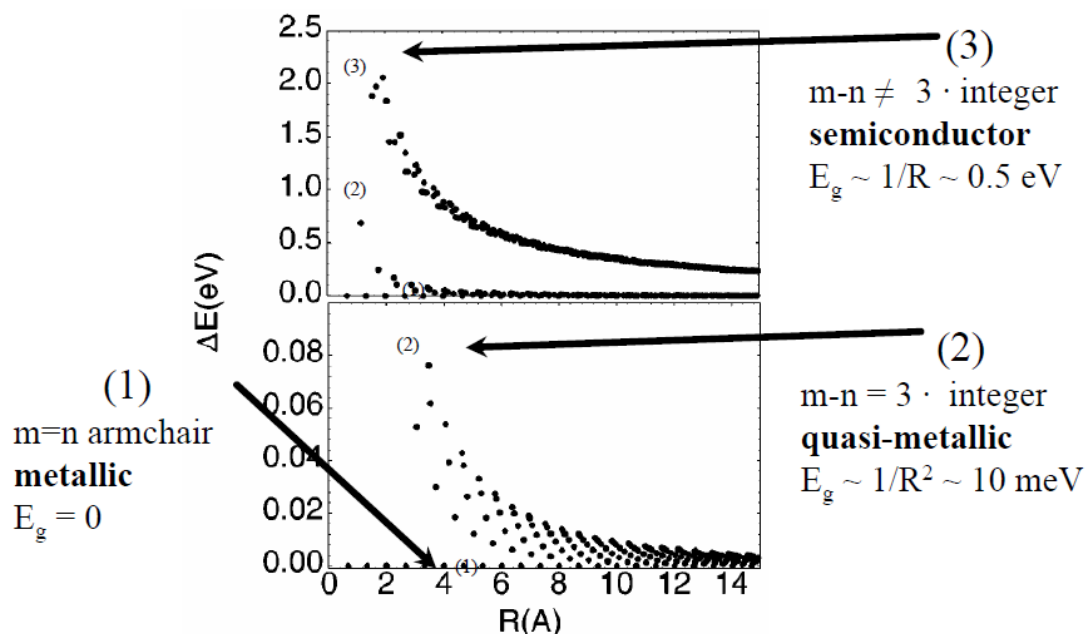 2.5
2.0
1.5
1.0
0.5
0.0
(3)
(2)
(1)
ΔE(eV)
0.08
0.06
0.04
0.02
0.00
(2)
(1)
0 2 4 6 8 10 12 14
R(A)
(1)
m=n armchair
metallic
E_g = 0
(3)
m-n ≠ 3 · integer
semiconductor
E_g ~ 1/R ~ 0.5 eV
(2)
m-n = 3 · integer
quasi-metallic
E_g ~ 1/R² ~ 10 meV